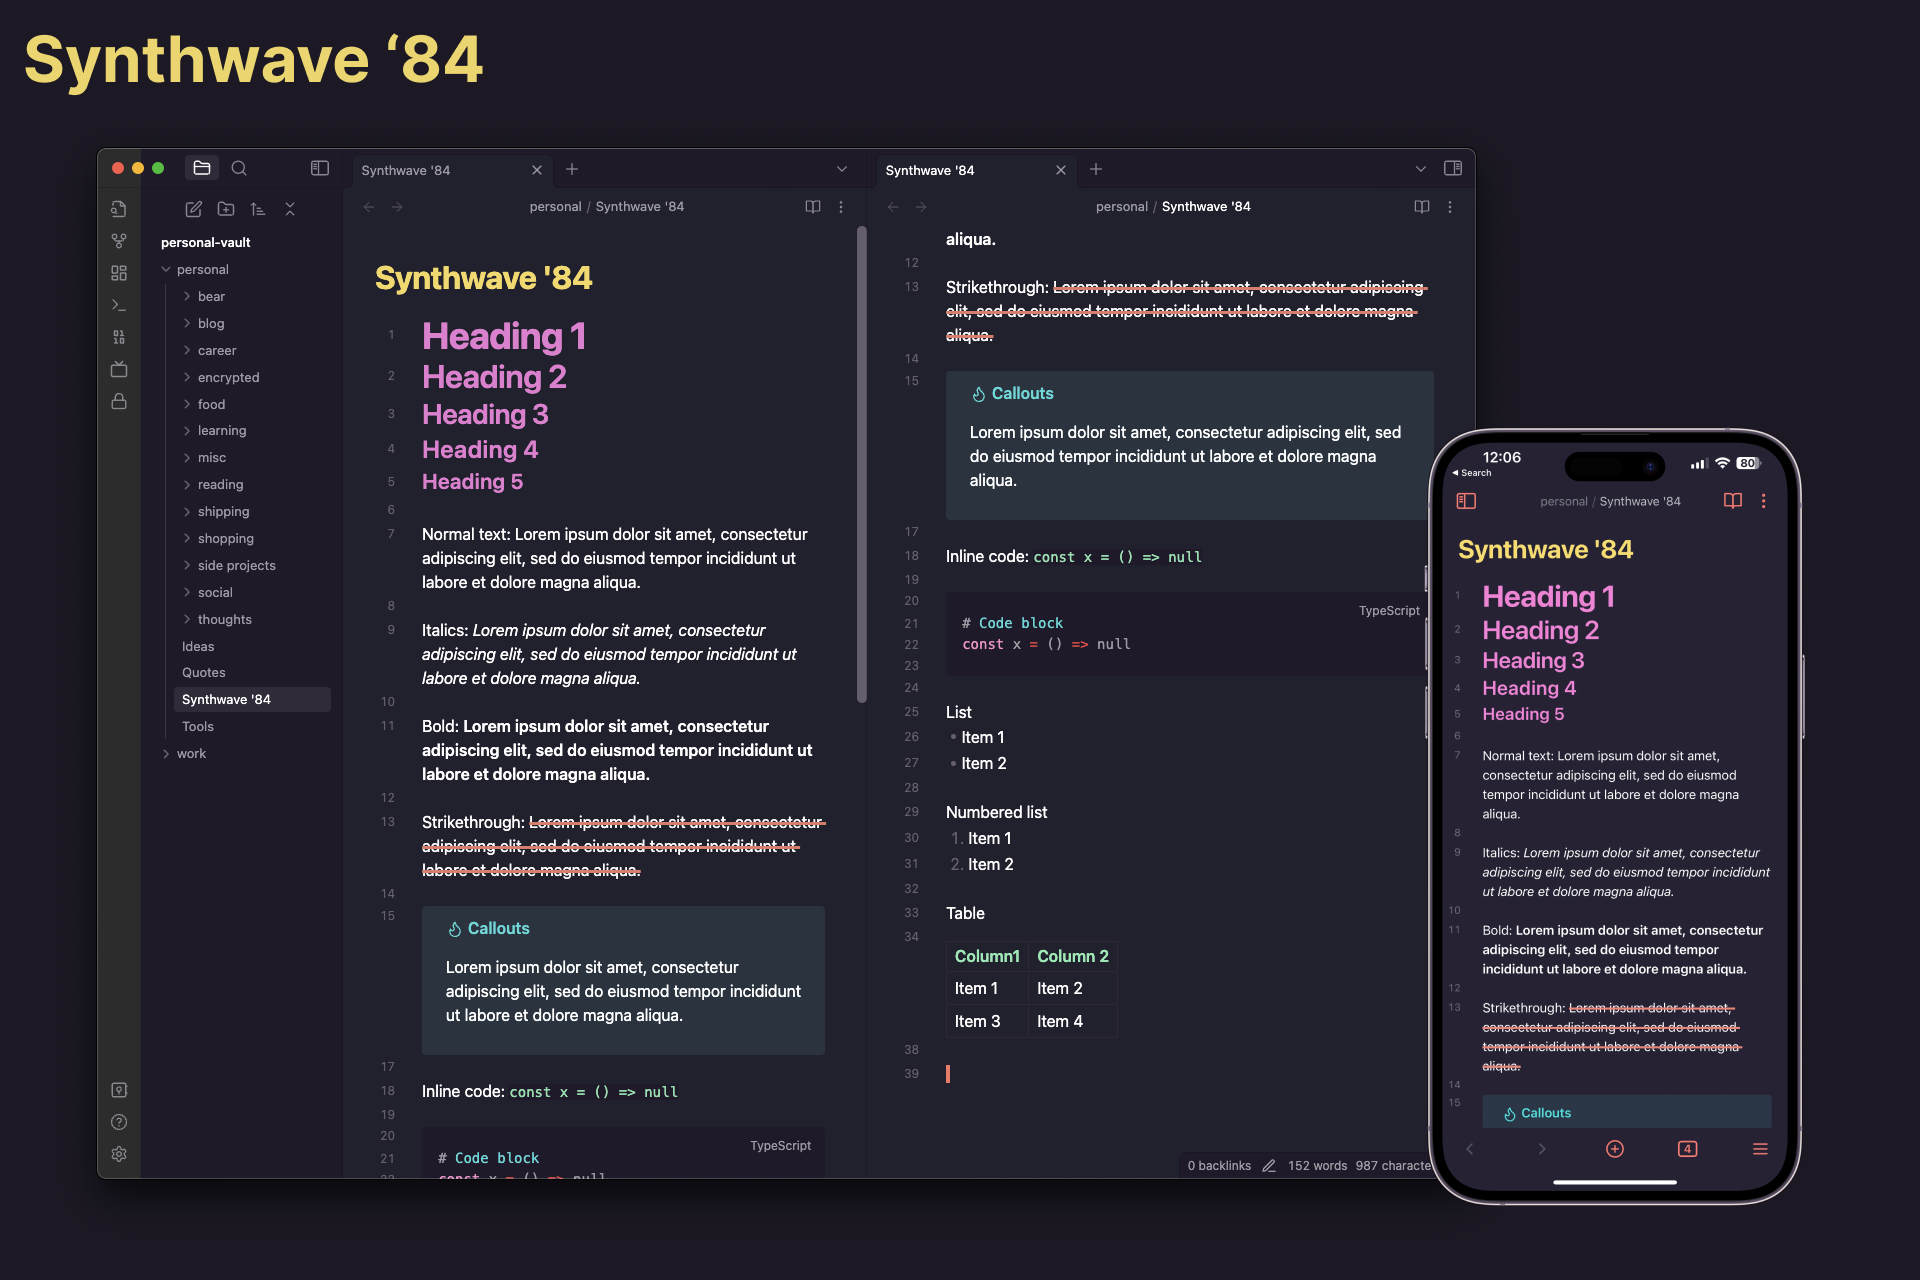 Synthwave ‘84
personal-vault
personal
bear
blog
career
encrypted
food
learning
misc
reading
shipping
shopping
side projects
social
thoughts
Ideas
Quotes
Synthwave '84
Tools
work
Synthwave '84
personal / Synthwave '84
Synthwave '84
1 Heading 1
2 Heading 2
3 Heading 3
4 Heading 4
5 Heading 5
6
7 Normal text: Lorem ipsum dolor sit amet, consectetur
adipiscing elit, sed do eiusmod tempor incididunt ut
labore et dolore magna aliqua.
8
9 Italics: Lorem ipsum dolor sit amet, consectetur
adipiscing elit, sed do eiusmod tempor incididunt ut
labore et dolore magna aliqua.
10
11 Bold: Lorem ipsum dolor sit amet, consectetur
adipiscing elit, sed do eiusmod tempor incididunt ut
labore et dolore magna aliqua.
12
13 Strikethrough: Lorem ipsum dolor sit amet, consectetur
adipiscing elit, sed do eiusmod tempor incididunt ut
labore et dolore magna aliqua.
14
15 Callouts
Lorem ipsum dolor sit amet, consectetur
adipiscing elit, sed do eiusmod tempor incididunt
ut labore et dolore magna aliqua.
17
18 Inline code: const x = () => null
19
20 TypeScript
21 # Code block
22 const x = () => null
Synthwave '84
personal / Synthwave '84
aliqua.
12
13 Strikethrough: Lorem ipsum dolor sit amet, consectetur adipiscing
elit, sed do eiusmod tempor incididunt ut labore et dolore magna
aliqua.
14
15 Callouts
Lorem ipsum dolor sit amet, consectetur adipiscing elit, sed
do eiusmod tempor incididunt ut labore et dolore magna
aliqua.
17
18 Inline code: const x = () => null
19
20 TypeScript
21 # Code block
22 const x = () => null
23
24
25 List
26 • Item 1
27 • Item 2
28
29 Numbered list
30 1. Item 1
31 2. Item 2
32
33 Table
34
Column1 Column 2
Item 1 Item 2
Item 3 Item 4
38
39
0 backlinks 152 words 987 characte
12:06 80
Search
personal / Synthwave '84
Synthwave '84
1 Heading 1
2 Heading 2
3 Heading 3
4 Heading 4
5 Heading 5
6
7 Normal text: Lorem ipsum dolor sit amet,
consectetur adipiscing elit, sed do eiusmod
tempor incididunt ut labore et dolore magna
aliqua.
8
9 Italics: Lorem ipsum dolor sit amet, consectetur
adipiscing elit, sed do eiusmod tempor incididunt
ut labore et dolore magna aliqua.
10
11 Bold: Lorem ipsum dolor sit amet, consectetur
adipiscing elit, sed do eiusmod tempor
incididunt ut labore et dolore magna aliqua.
12
13 Strikethrough: Lorem ipsum dolor sit amet,
consectetur adipiscing elit, sed do eiusmod
tempor incididunt ut labore et dolore magna
aliqua.
14
15 Callouts
4